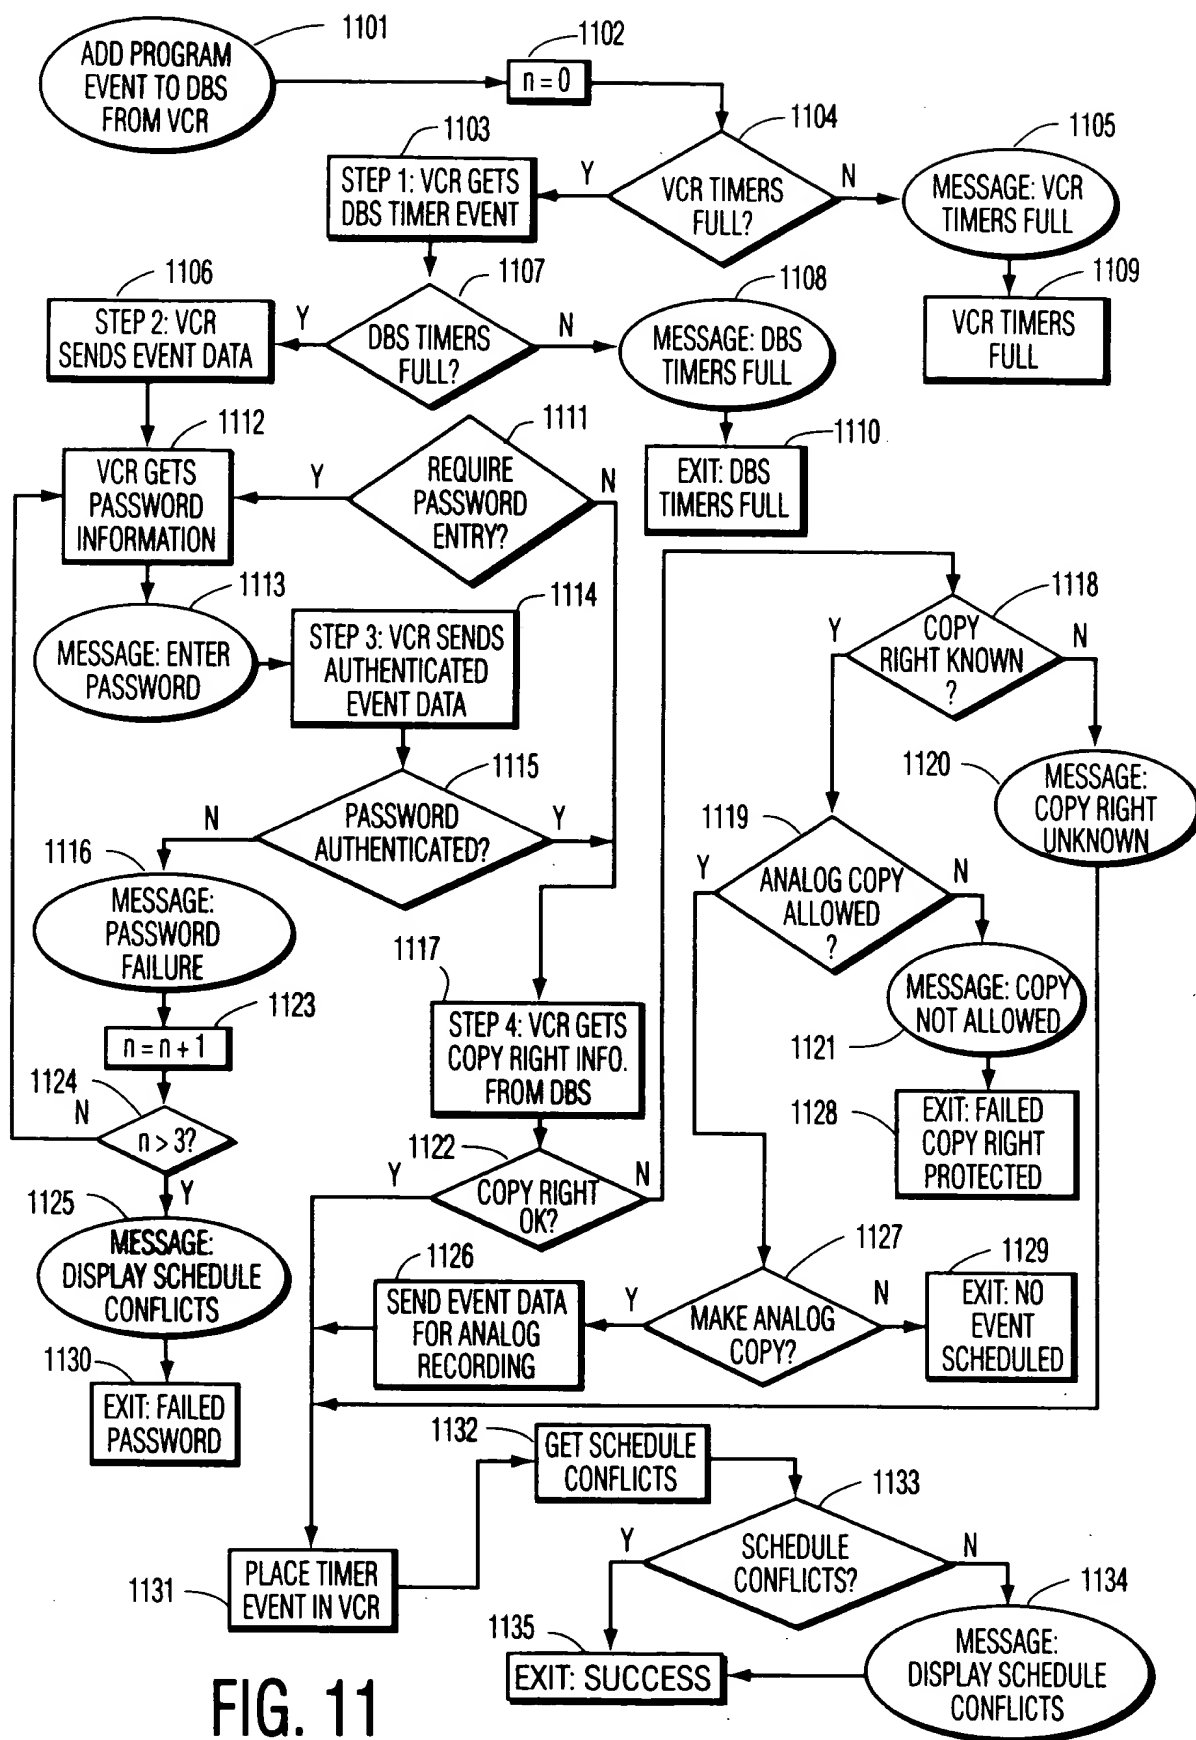 1101
ADD PROGRAM
EVENT TO DBS
FROM VCR
1102
n = 0
1103
STEP 1: VCR GETS
DBS TIMER EVENT
Y
1104
VCR TIMERS
FULL?
N
1105
MESSAGE: VCR
TIMERS FULL
1106
STEP 2: VCR
SENDS EVENT DATA
Y
1107
DBS TIMERS
FULL?
N
1108
MESSAGE: DBS
TIMERS FULL
1109
VCR TIMERS
FULL
1112
VCR GETS
PASSWORD
INFORMATION
Y
1111
REQUIRE
PASSWORD
ENTRY?
N
1110
EXIT: DBS
TIMERS FULL
1113
MESSAGE: ENTER
PASSWORD
1114
STEP 3: VCR SENDS
AUTHENTICATED
EVENT DATA
1118
Y
COPY
RIGHT KNOWN
?
N
1115
N
PASSWORD
AUTHENTICATED?
Y
1120
MESSAGE:
COPY RIGHT
UNKNOWN
1116
MESSAGE:
PASSWORD
FAILURE
1119
Y
ANALOG COPY
ALLOWED
?
N
1117
STEP 4: VCR GETS
COPY RIGHT INFO.
FROM DBS
MESSAGE: COPY
NOT ALLOWED
1121
1123
n = n + 1
1124
N
n > 3?
Y
1128
EXIT: FAILED
COPY RIGHT
PROTECTED
1122
Y
COPY RIGHT
OK?
N
1125
MESSAGE:
DISPLAY SCHEDULE
CONFLICTS
1126
SEND EVENT DATA
FOR ANALOG
RECORDING
Y
1127
MAKE ANALOG
COPY?
N
1129
EXIT: NO
EVENT
SCHEDULED
1130
EXIT: FAILED
PASSWORD
1132
GET SCHEDULE
CONFLICTS
1133
Y
SCHEDULE
CONFLICTS?
N
1131
PLACE TIMER
EVENT IN VCR
1134
MESSAGE:
DISPLAY SCHEDULE
CONFLICTS
1135
EXIT: SUCCESS
FIG. 11